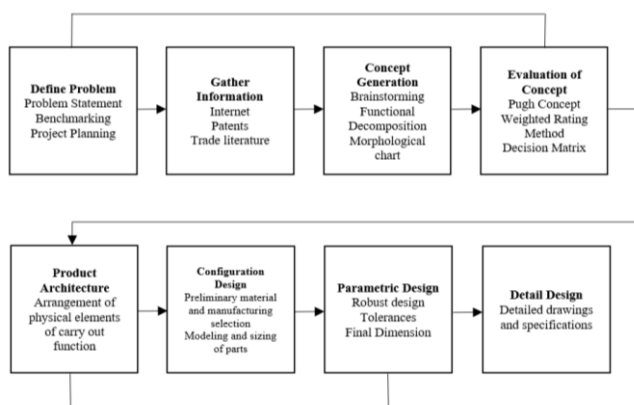 Define Problem
Problem Statement
Benchmarking
Project Planning
Gather
Information
Internet
Patents
Trade literature
Concept
Generation
Brainstorming
Functional
Decomposition
Morphological
chart
Evaluation of
Concept
Pugh Concept
Weighted Rating
Method
Decision Matrix
Product
Architecture
Arrangement of
physical elements
of carry out
function
Configuration
Design
Preliminary material
and manufacturing
selection
Modeling and sizing
of parts
Parametric Design
Robust design
Tolerances
Final Dimension
Detail Design
Detailed drawings
and specifications